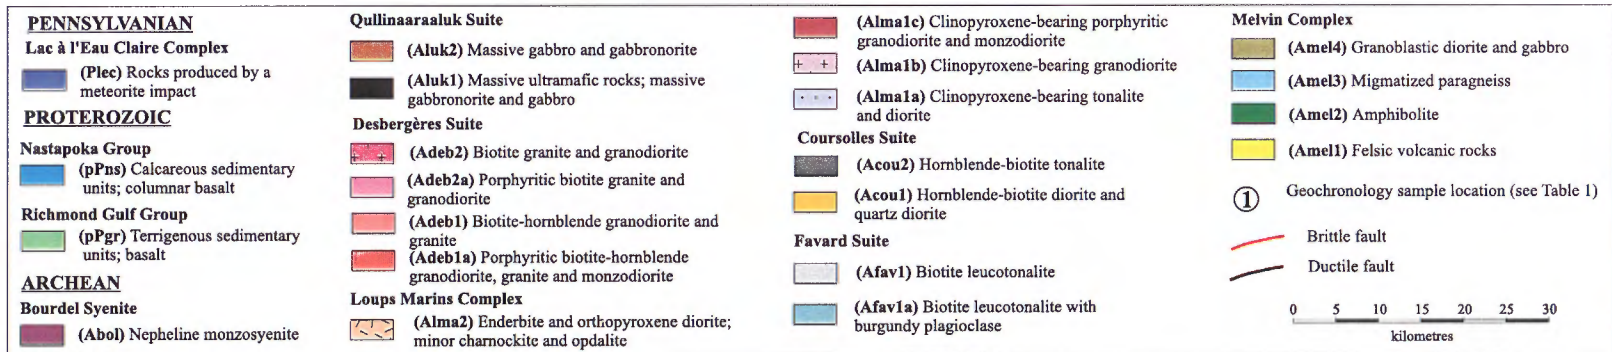 PENNSYLVANIAN
Lac à l'Eau Claire Complex
(Plec) Rocks produced by a
meteorite impact
PROTEROZOIC
Nastapoka Group
(pPns) Calcareous sedimentary
units; columnar basalt
Richmond Gulf Group
(pPgr) Terrigenous sedimentary
units; basalt
ARCHEAN
Bourdel Syenite
(Abol) Nepheline monzosyenite
Qullinaaraaluk Suite
(Aluk2) Massive gabbro and gabbronorite
(Aluk1) Massive ultramafic rocks; massive
gabbronorite and gabbro
Desbergères Suite
(Adeb2) Biotite granite and granodiorite
(Adeb2a) Porphyritic biotite granite and
granodiorite
(Adeb1) Biotite-hornblende granodiorite and
granite
(Adeb1a) Porphyritic biotite-hornblende
granodiorite, granite and monzodiorite
Loups Marins Complex
(Alma2) Enderbite and orthopyroxene diorite;
minor charnockite and opdalite
(Alma1c) Clinopyroxene-bearing porphyritic
granodiorite and monzodiorite
(Alma1b) Clinopyroxene-bearing granodiorite
(Alma1a) Clinopyroxene-bearing tonalite
and diorite
Coursolles Suite
(Acou2) Hornblende-biotite tonalite
(Acou1) Hornblende-biotite diorite and
quartz diorite
Favard Suite
(Afav1) Biotite leucotonalite
(Afav1a) Biotite leucotonalite with
burgundy plagioclase
Melvin Complex
(Amel4) Granoblastic diorite and gabbro
(Amel3) Migmatized paragneiss
(Amel2) Amphibolite
(Amel1) Felsic volcanic rocks
① Geochronology sample location (see Table 1)
Brittle fault
Ductile fault
0 5 10 15 20 25 30
kilometres